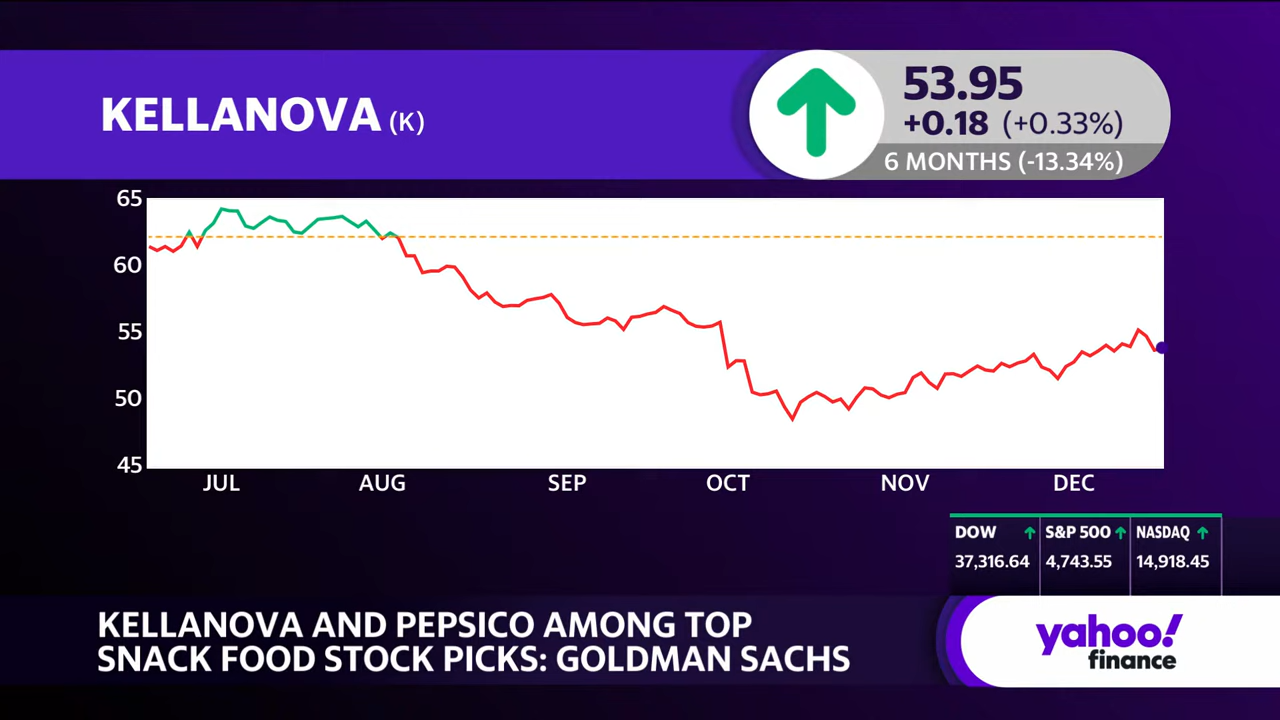 KELLANOVA (K)
53.95
+0.18 (+0.33%)
6 MONTHS (-13.34%)
65
60
55
50
45
JUL AUG SEP OCT NOV DEC
DOW S&P 500 NASDAQ
37,316.64 4,743.55 14,918.45
KELLANOVA AND PEPSICO AMONG TOP
SNACK FOOD STOCK PICKS: GOLDMAN SACHS
yahoo!
finance